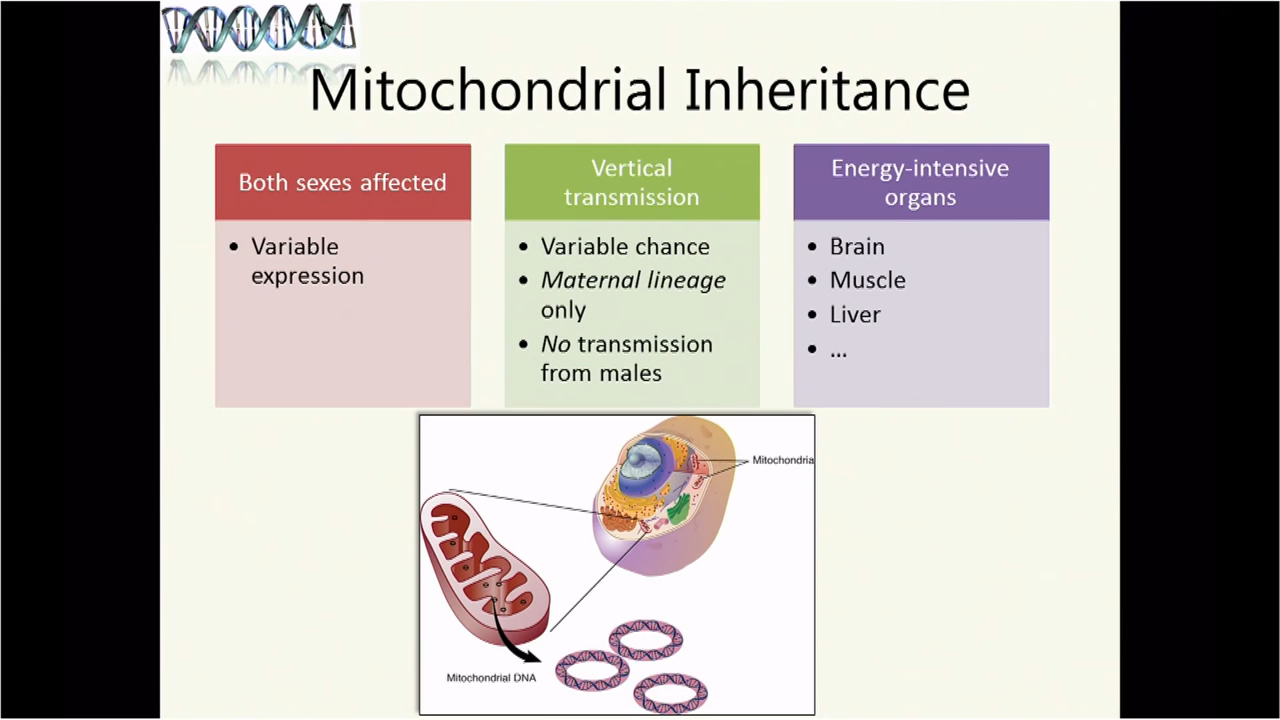 Mitochondrial Inheritance
Both sexes affected
• Variable
expression
Vertical
transmission
• Variable chance
• Maternal lineage
only
• No transmission
from males
Energy-intensive
organs
• Brain
• Muscle
• Liver
• ...
Mitochondria
Mitochondrial DNA